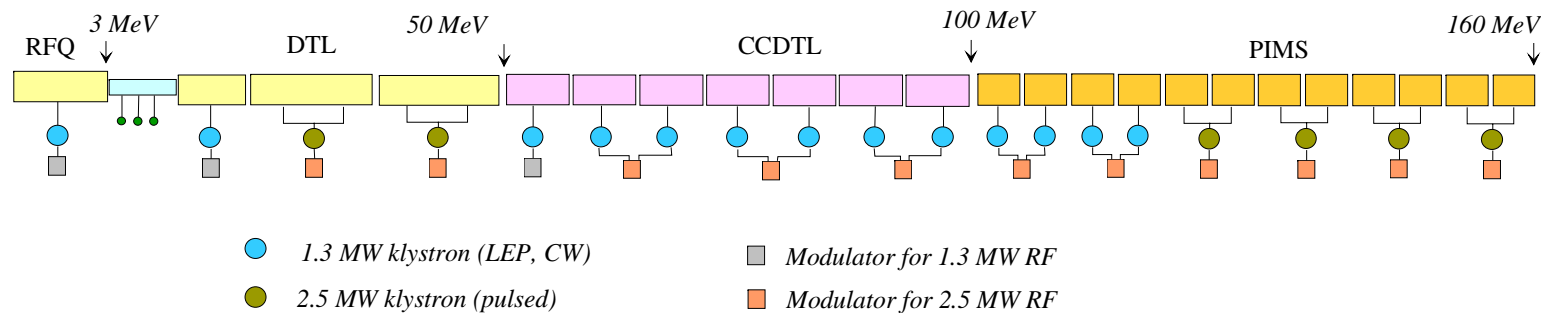 3 MeV
50 MeV
100 MeV
160 MeV
RFQ
DTL
CCDTL
PIMS
1.3 MW klystron (LEP, CW)
Modulator for 1.3 MW RF
2.5 MW klystron (pulsed)
Modulator for 2.5 MW RF